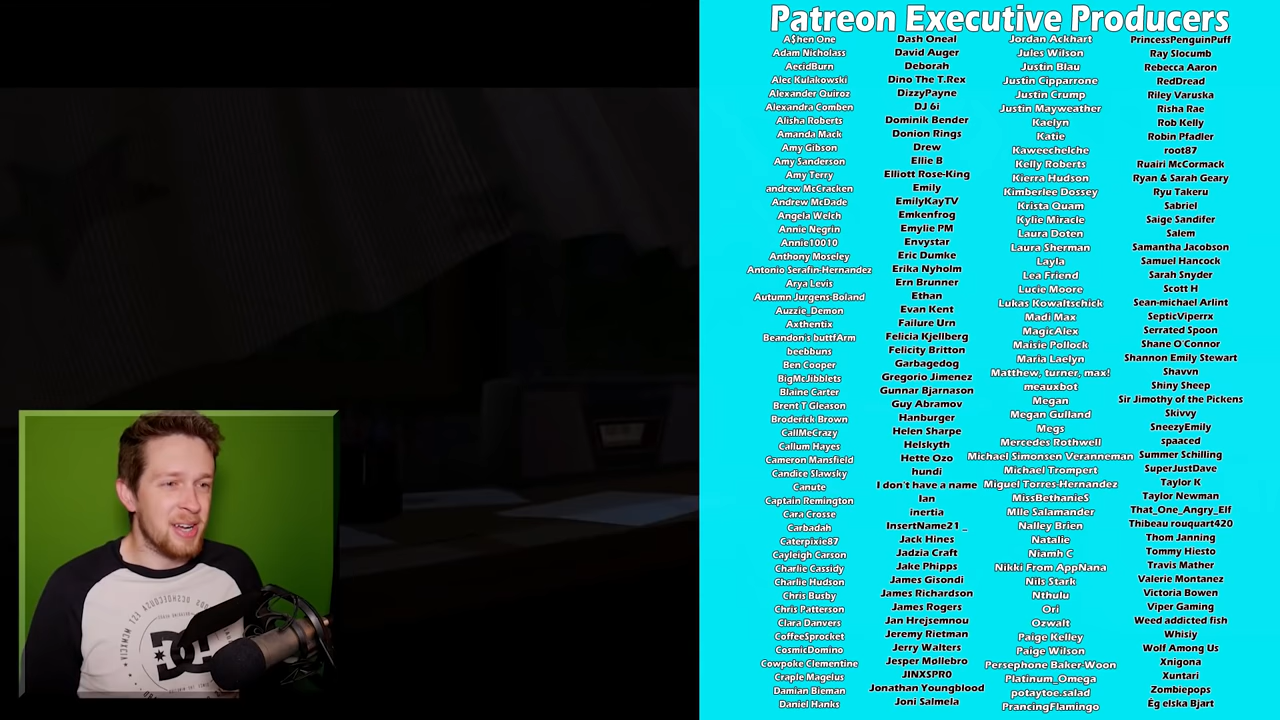 Patreon Executive Producers
A$hen One
Adam Nicholass
AecidBurn
Alec Kulakowski
Alexander Quiroz
Alexandra Comben
Alisha Roberts
Amanda Mack
Amy Gibson
Amy Sanderson
Amy Terry
andrew McCracken
Andrew McDade
Angela Welch
Annie Negrin
Annie10010
Anthony Moseley
Antonio Serafin-Hernandez
Arya Levis
Autumn Jurgens-Boland
Auzzie_Demon
Axthentix
Beandon's buttfArm
beebbuns
Ben Cooper
BigMcJibblets
Blaine Carter
Brent T Gleason
Broderick Brown
CallMeCrazy
Callum Hayes
Cameron Mansfield
Candice Slawsky
Canute
Captain Remington
Cara Crosse
Carbadah
Caterpixie87
Cayleigh Carson
Charlie Cassidy
Charlie Hudson
Chris Busby
Chris Patterson
Clara Danvers
CoffeeSprocket
CosmicDomino
Cowpoke Clementine
Craple Magelus
Damian Bieman
Daniel Hanks
Dash Oneal
David Auger
Deborah
Dino The T.Rex
DizzyPayne
DJ 6i
Dominik Bender
Donion Rings
Drew
Ellie B
Elliott Rose-King
Emily
EmilyKayTV
Emkenfrog
Emylie PM
Envystar
Eric Dumke
Erika Nyholm
Ern Brunner
Ethan
Evan Kent
Failure Urn
Felicia Kjellberg
Felicity Britton
Garbagedog
Gregorio Jimenez
Gunnar Bjarnason
Guy Abramov
Hanburger
Helen Sharpe
Helskyth
Hette Ozo
hundi
I don't have a name
Ian
inertia
InsertName21 _
Jack Hines
Jadzia Craft
Jake Phipps
James Gisondi
James Richardson
James Rogers
Jan Hrejsemnou
Jeremy Rietman
Jerry Walters
Jesper Møllebro
JINXSPR0
Jonathan Youngblood
Joni Salmela
Jordan Ackhart
Jules Wilson
Justin Blau
Justin Cipparrone
Justin Crump
Justin Mayweather
Kaelyn
Katie
Kaweechelche
Kelly Roberts
Kierra Hudson
Kimberlee Dossey
Krista Quam
Kylie Miracle
Laura Doten
Laura Sherman
Layla
Lea Friend
Lucie Moore
Lukas Kowaltschick
Madi Max
MagicAlex
Maisie Pollock
Maria Laelyn
Matthew, turner, max!
meauxbot
Megan
Megan Gulland
Megs
Mercedes Rothwell
Michael Simonsen Veranneman
Michael Trompert
Miguel Torres-Hernandez
MissBethanieS
Mlle Salamander
Nalley Brien
Natalie
Niamh C
Nikki From AppNana
Nils Stark
Nthulu
Ori
Ozwalt
Paige Kelley
Paige Wilson
Persephone Baker-Woon
Platinum_Omega
potaytoe.salad
PrancingFlamingo
PrincessPenguinPuff
Ray Slocumb
Rebecca Aaron
RedDread
Riley Varuska
Risha Rae
Rob Kelly
Robin Pfadler
root87
Ruairi McCormack
Ryan & Sarah Geary
Ryu Takeru
Sabriel
Saige Sandifer
Salem
Samantha Jacobson
Samuel Hancock
Sarah Snyder
Scott H
Sean-michael Arlint
SepticViperrx
Serrated Spoon
Shane O'Connor
Shannon Emily Stewart
Shavvn
Shiny Sheep
Sir Jimothy of the Pickens
Skivvy
SneezyEmily
spaaced
Summer Schilling
SuperJustDave
Taylor K
Taylor Newman
That_One_Angry_Elf
Thibeau rouquart420
Thom Janning
Tommy Hiesto
Travis Mather
Valerie Montanez
Victoria Bowen
Viper Gaming
Weed addicted fish
Whisiy
Wolf Among Us
Xnigona
Xuntari
Zombiepops
Ég elska Bjart
DC